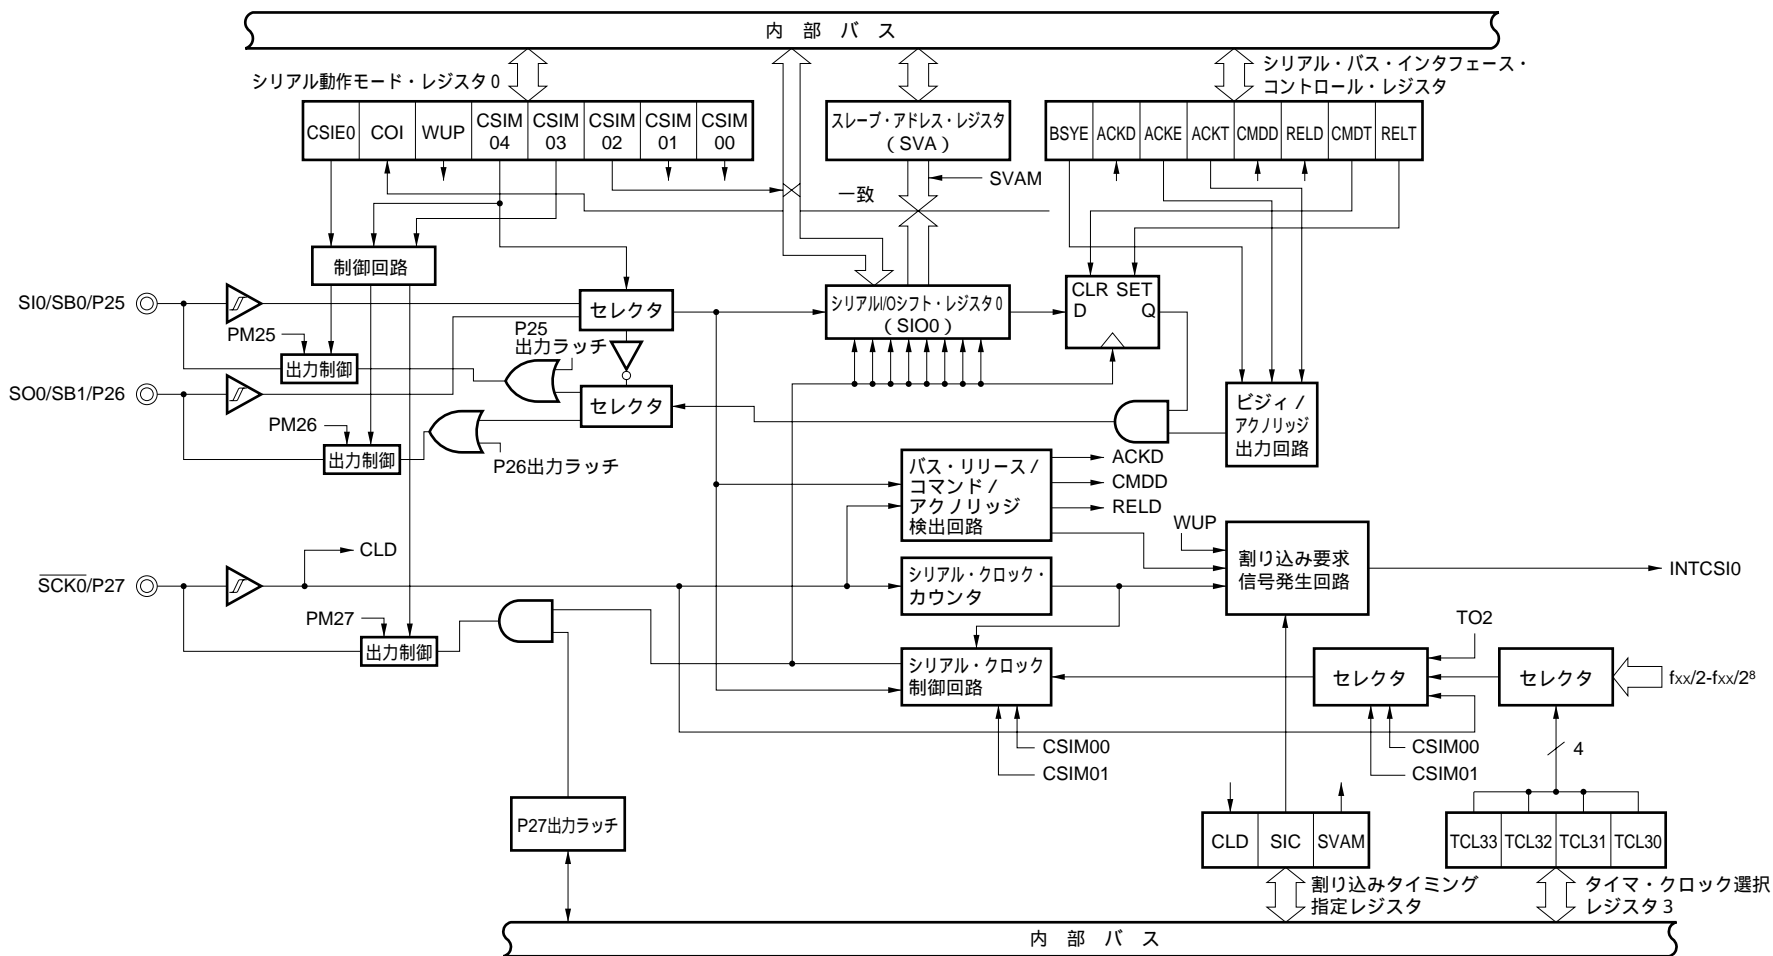 内部バス
シリアル動作モード・レジスタ0
シリアル・バス・インタフェース・
コントロール・レジスタ
CSIE0 COI WUP CSIM04 CSIM03 CSIM02 CSIM01 CSIM00
スレーブ・アドレス・レジスタ
(SVA)
BSYE ACKD ACKE ACKT CMDD RELD CMDT RELT
SVAM
一致
制御回路
SI0/SB0/P25
セレクタ
シリアルI/Oシフト・レジスタ0
(SIO0)
CLR SET
D Q
PM25
出力制御
P25
出力ラッチ
SO0/SB1/P26
セレクタ
ビジィ/
アクノリッジ
出力回路
PM26
出力制御
P26出力ラッチ
バス・リリース/
コマンド/
アクノリッジ
検出回路
ACKD
CMDD
RELD
WUP
CLD
割り込み要求
信号発生回路
INTCSI0
SCK0/P27
シリアル・クロック・
カウンタ
PM27
出力制御
TO2
シリアル・クロック
制御回路
セレクタ
セレクタ
fxx/2-fxx/2⁸
CSIM00
CSIM01
CSIM00
CSIM01
4
P27出力ラッチ
CLD SIC SVAM
TCL33 TCL32 TCL31 TCL30
割り込みタイミング
指定レジスタ
タイマ・クロック選択
レジスタ3
内部バス